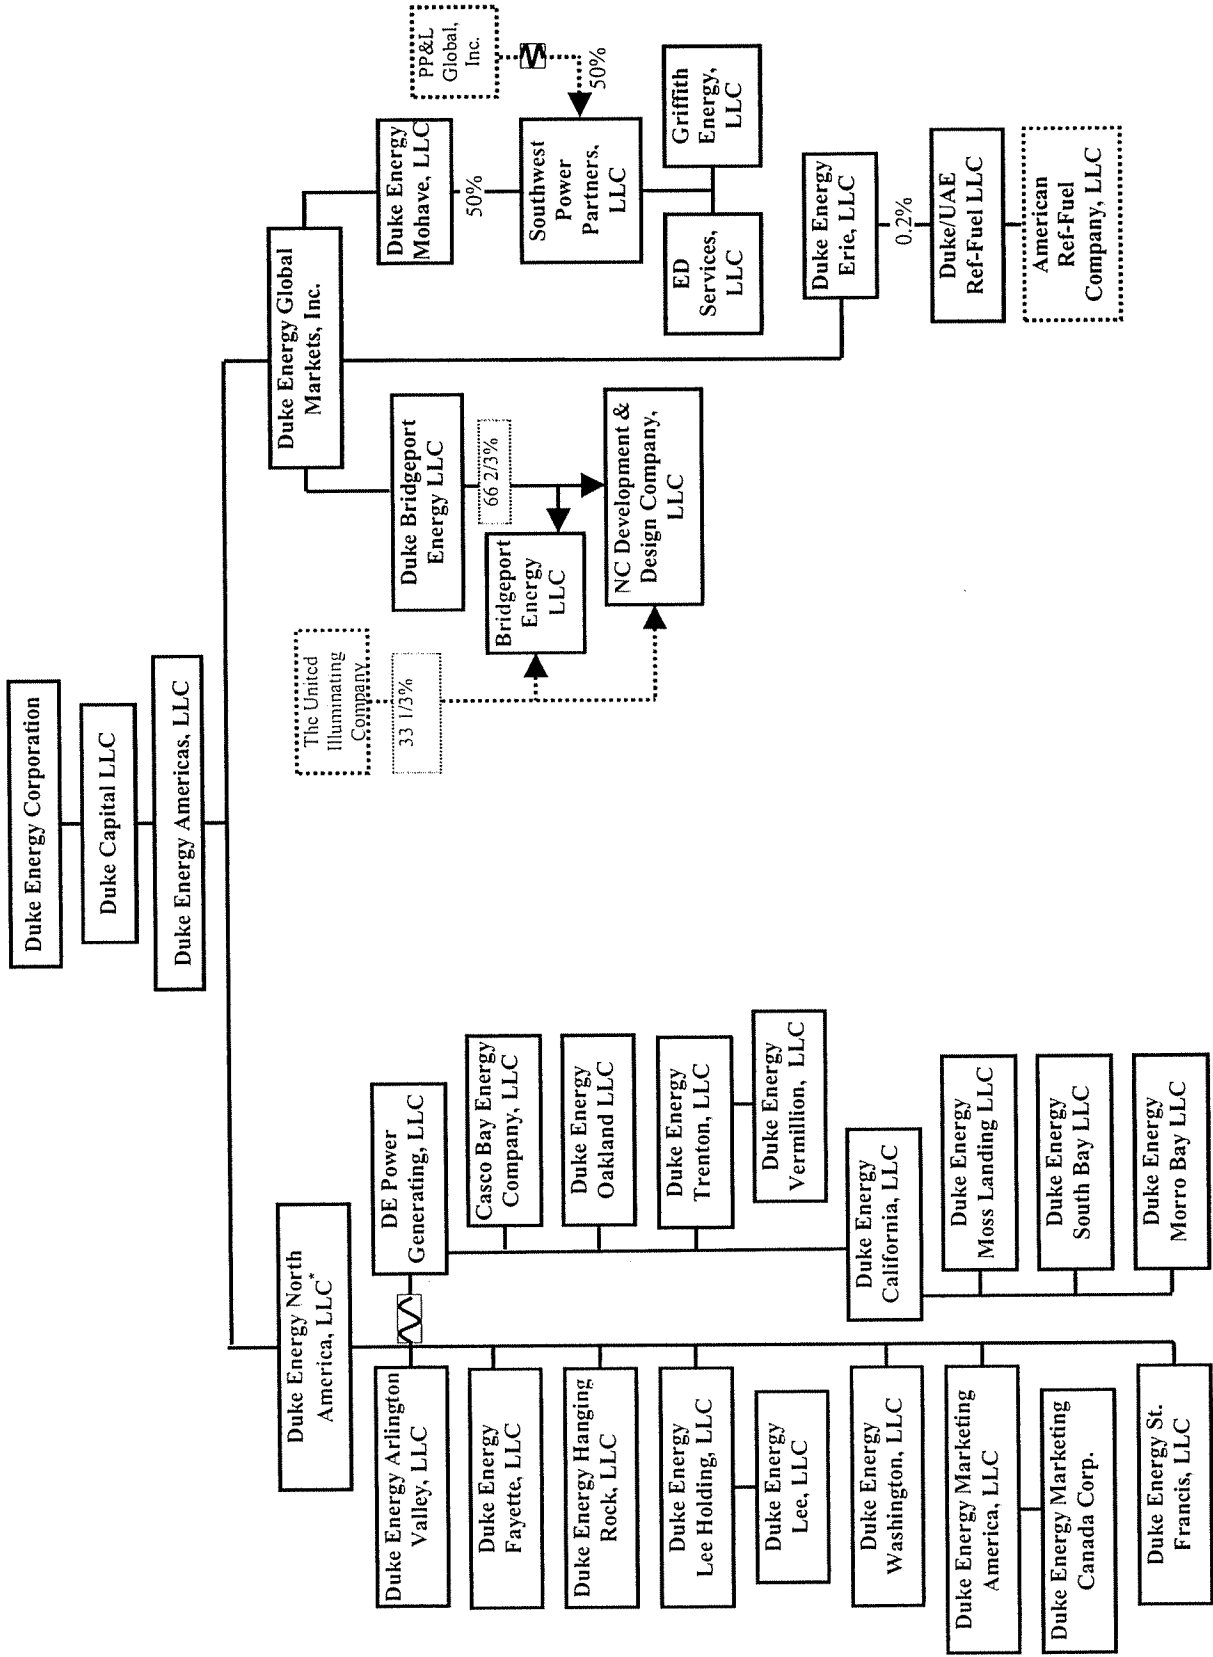 Duke Energy Corporation
Duke Capital LLC
Duke Energy Americas, LLC
Duke Energy North
America, LLC*
Duke Energy Arlington
Valley, LLC
Duke Energy
Fayette, LLC
Duke Energy Hanging
Rock, LLC
Duke Energy
Lee Holding, LLC
Duke Energy
Lee, LLC
Duke Energy
Washington, LLC
Duke Energy Marketing
America, LLC
Duke Energy Marketing
Canada Corp.
Duke Energy St.
Francis, LLC
DE Power
Generating, LLC
Casco Bay Energy
Company, LLC
Duke Energy
Oakland LLC
Duke Energy
Trenton, LLC
Duke Energy
Vermillion, LLC
Duke Energy
California, LLC
Duke Energy
Moss Landing LLC
Duke Energy
South Bay LLC
Duke Energy
Morro Bay LLC
Duke Energy Global
Markets, Inc.
The United
Illuminating
Company
33 1/3%
Duke Bridgeport
Energy LLC
66 2/3%
Bridgeport
Energy
LLC
NC Development &
Design Company,
LLC
Duke Energy
Mohave, LLC
50%
PP&L
Global,
Inc.
50%
Southwest
Power
Partners,
LLC
ED
Services,
LLC
Griffith
Energy,
LLC
Duke Energy
Erie, LLC
0.2%
Duke/UAE
Ref-Fuel LLC
American
Ref-Fuel
Company, LLC